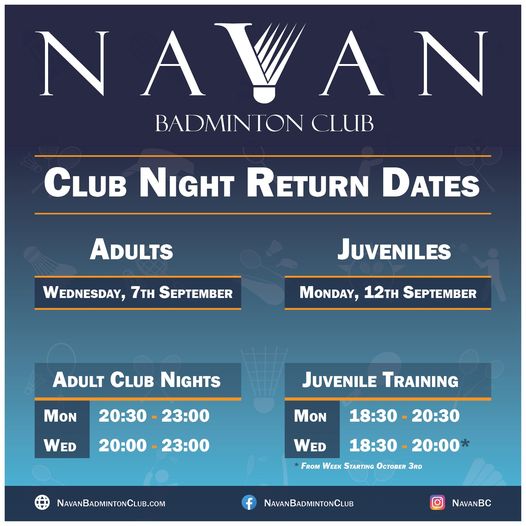 NAVAN
BADMINTON CLUB
CLUB NIGHT RETURN DATES
ADULTS
WEDNESDAY, 7TH SEPTEMBER
JUVENILES
MONDAY, 12TH SEPTEMBER
ADULT CLUB NIGHTS
MON 20:30 - 23:00
WED 20:00 - 23:00
JUVENILE TRAINING
MON 18:30 - 20:30
WED 18:30 - 20:00*
* FROM WEEK STARTING OCTOBER 3RD
NAVANBADMINTONCLUB.COM
NAVANBADMINTONCLUB
NAVANBC